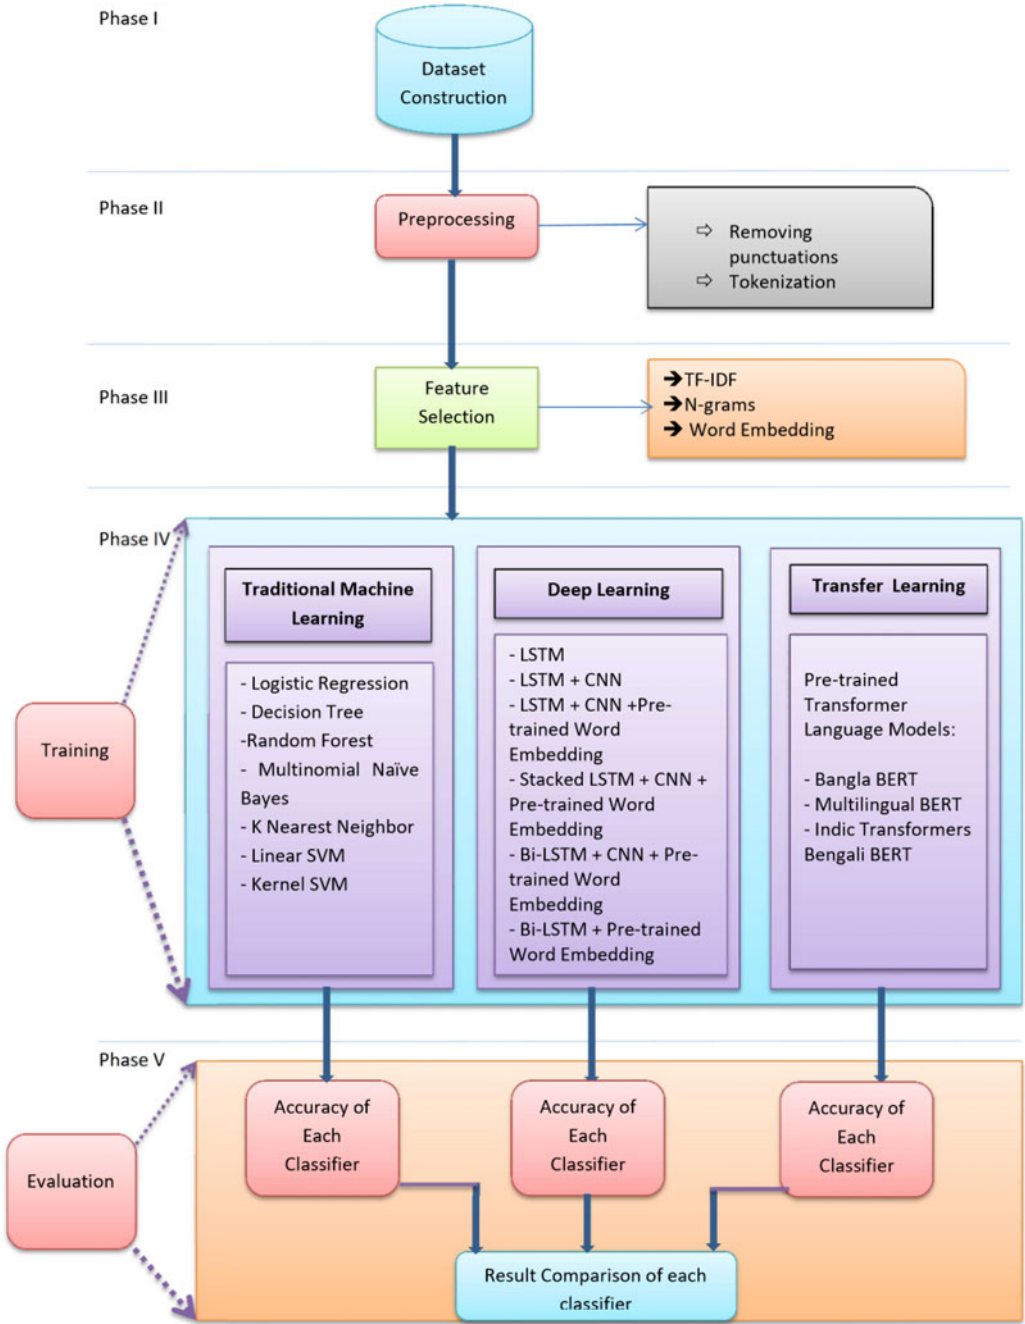 Phase I
Dataset
Construction
Phase II
Preprocessing
⇨ Removing
punctuations
⇨ Tokenization
Phase III
Feature
Selection
➔TF-IDF
➔N-grams
➔ Word Embedding
Phase IV
Training
Traditional Machine
Learning
- Logistic Regression
- Decision Tree
-Random Forest
- Multinomial Naïve
Bayes
- K Nearest Neighbor
- Linear SVM
- Kernel SVM
Deep Learning
- LSTM
- LSTM + CNN
- LSTM + CNN +Pre-
trained Word
Embedding
- Stacked LSTM + CNN +
Pre-trained Word
Embedding
- Bi-LSTM + CNN + Pre-
trained Word
Embedding
- Bi-LSTM + Pre-trained
Word Embedding
Transfer Learning
Pre-trained
Transformer
Language Models:
- Bangla BERT
- Multilingual BERT
- Indic Transformers
Bengali BERT
Phase V
Evaluation
Accuracy of
Each
Classifier
Accuracy of
Each
Classifier
Accuracy of
Each
Classifier
Result Comparison of each
classifier